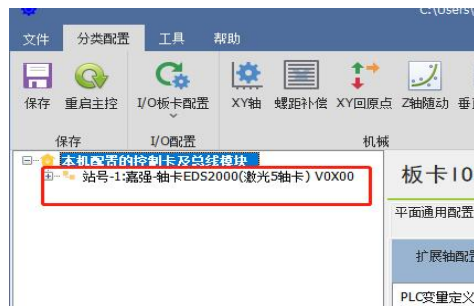 C:\Users\
文件 分类配置 工具 帮助
保存 重启主控 I/O板卡配置 XY轴 螺距补偿 XY回原点 Z轴随动 垂
保存 I/O配置 机械
本机配置的控制卡及总线模块
站号-1:嘉强-轴卡EDS2000(激光5轴卡) V0X00
板卡IO
平面通用配置
扩展轴配
PLC变量定义